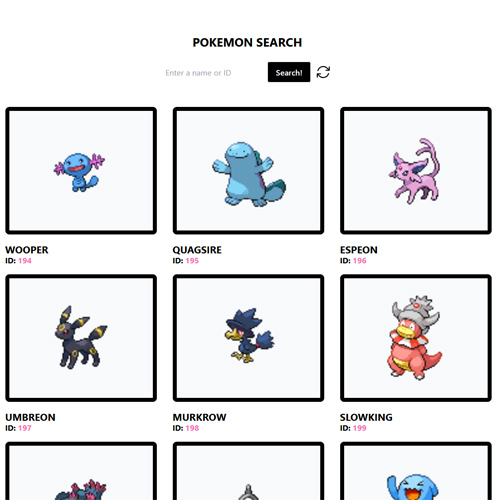 POKEMON SEARCH
Enter a name or ID
Search!
WOOPER
ID: 194
QUAGSIRE
ID: 195
ESPEON
ID: 196
UMBREON
ID: 197
MURKROW
ID: 198
SLOWKING
ID: 199